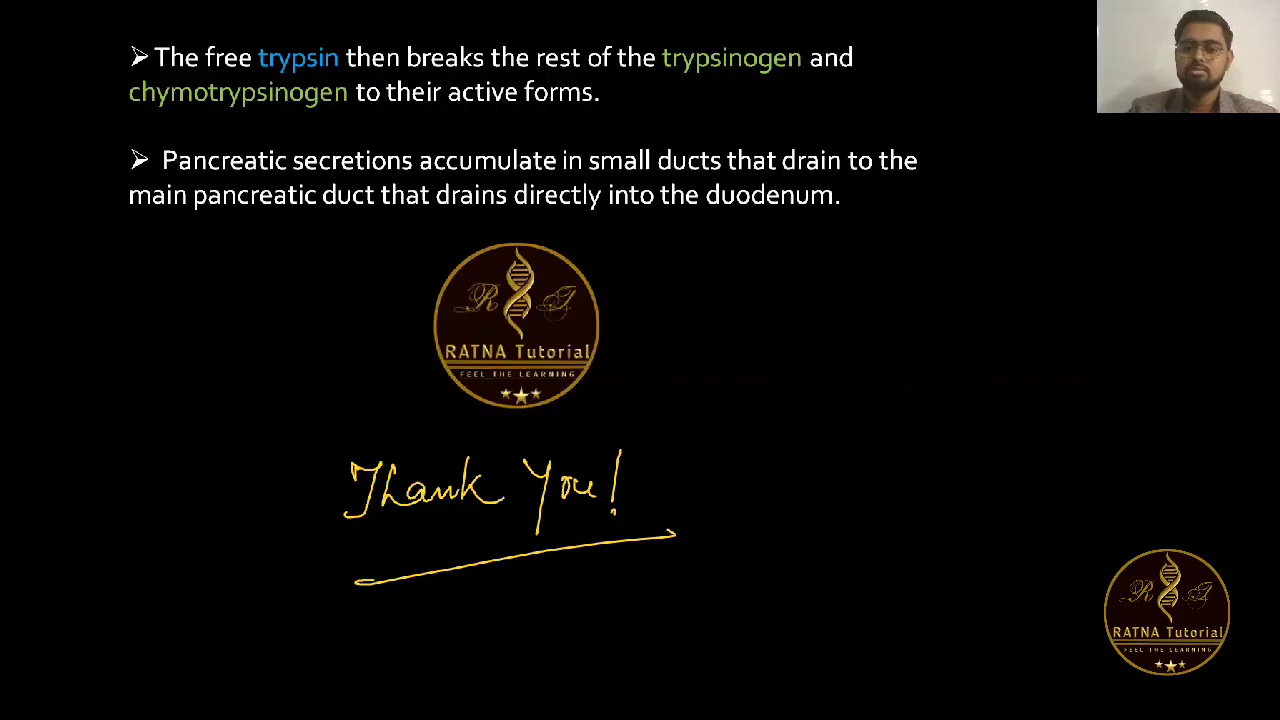 ⮚The free trypsin then breaks the rest of the trypsinogen and
chymotrypsinogen to their active forms.
⮚ Pancreatic secretions accumulate in small ducts that drain to the
main pancreatic duct that drains directly into the duodenum.
R T
RATNA Tutorial
FEEL THE LEARNING
Thank You!
R T
RATNA Tutorial
FEEL THE LEARNING